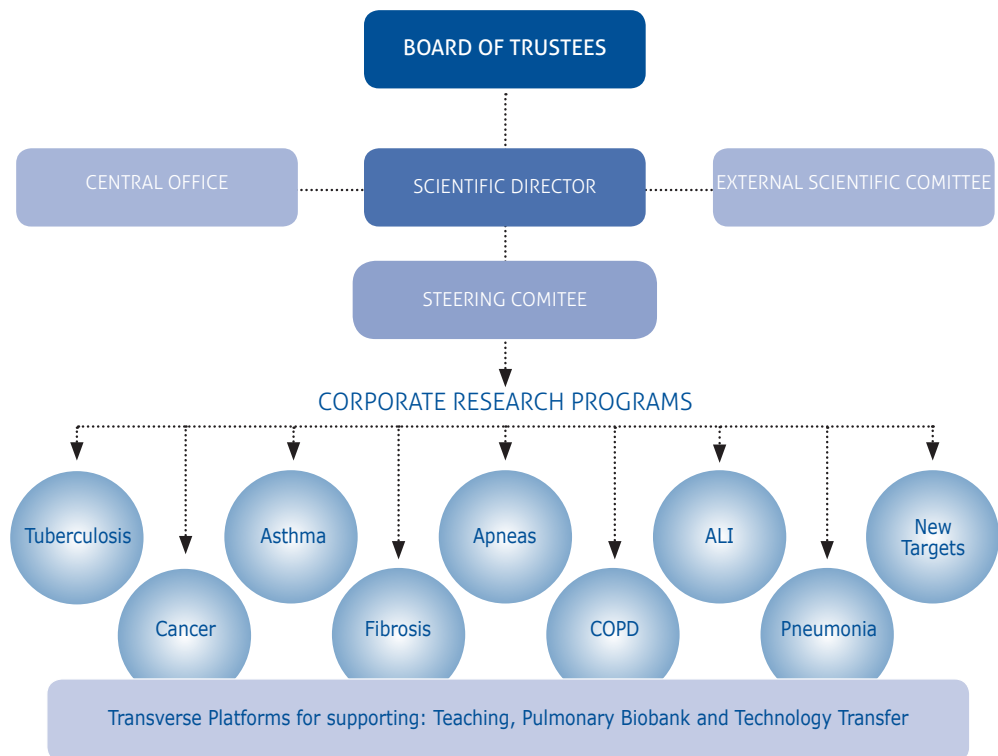 BOARD OF TRUSTEES
CENTRAL OFFICE
SCIENTIFIC DIRECTOR
EXTERNAL SCIENTIFIC COMITTEE
STEERING COMITEE
CORPORATE RESEARCH PROGRAMS
Tuberculosis
Asthma
Apneas
ALI
New
Targets
Cancer
Fibrosis
COPD
Pneumonia
Transverse Platforms for supporting: Teaching, Pulmonary Biobank and Technology Transfer